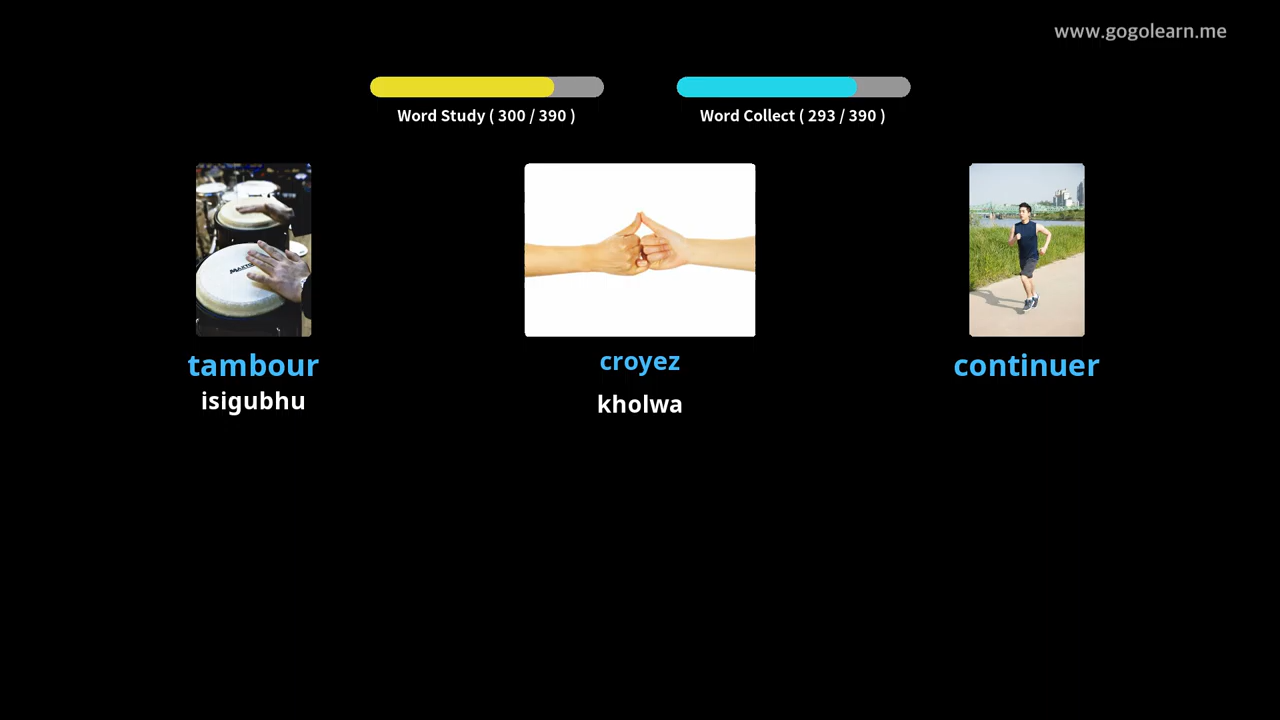 www.gogolearn.me
Word Study ( 300 / 390 )
Word Collect ( 293 / 390 )
tambour
isigubhu
croyez
kholwa
continuer